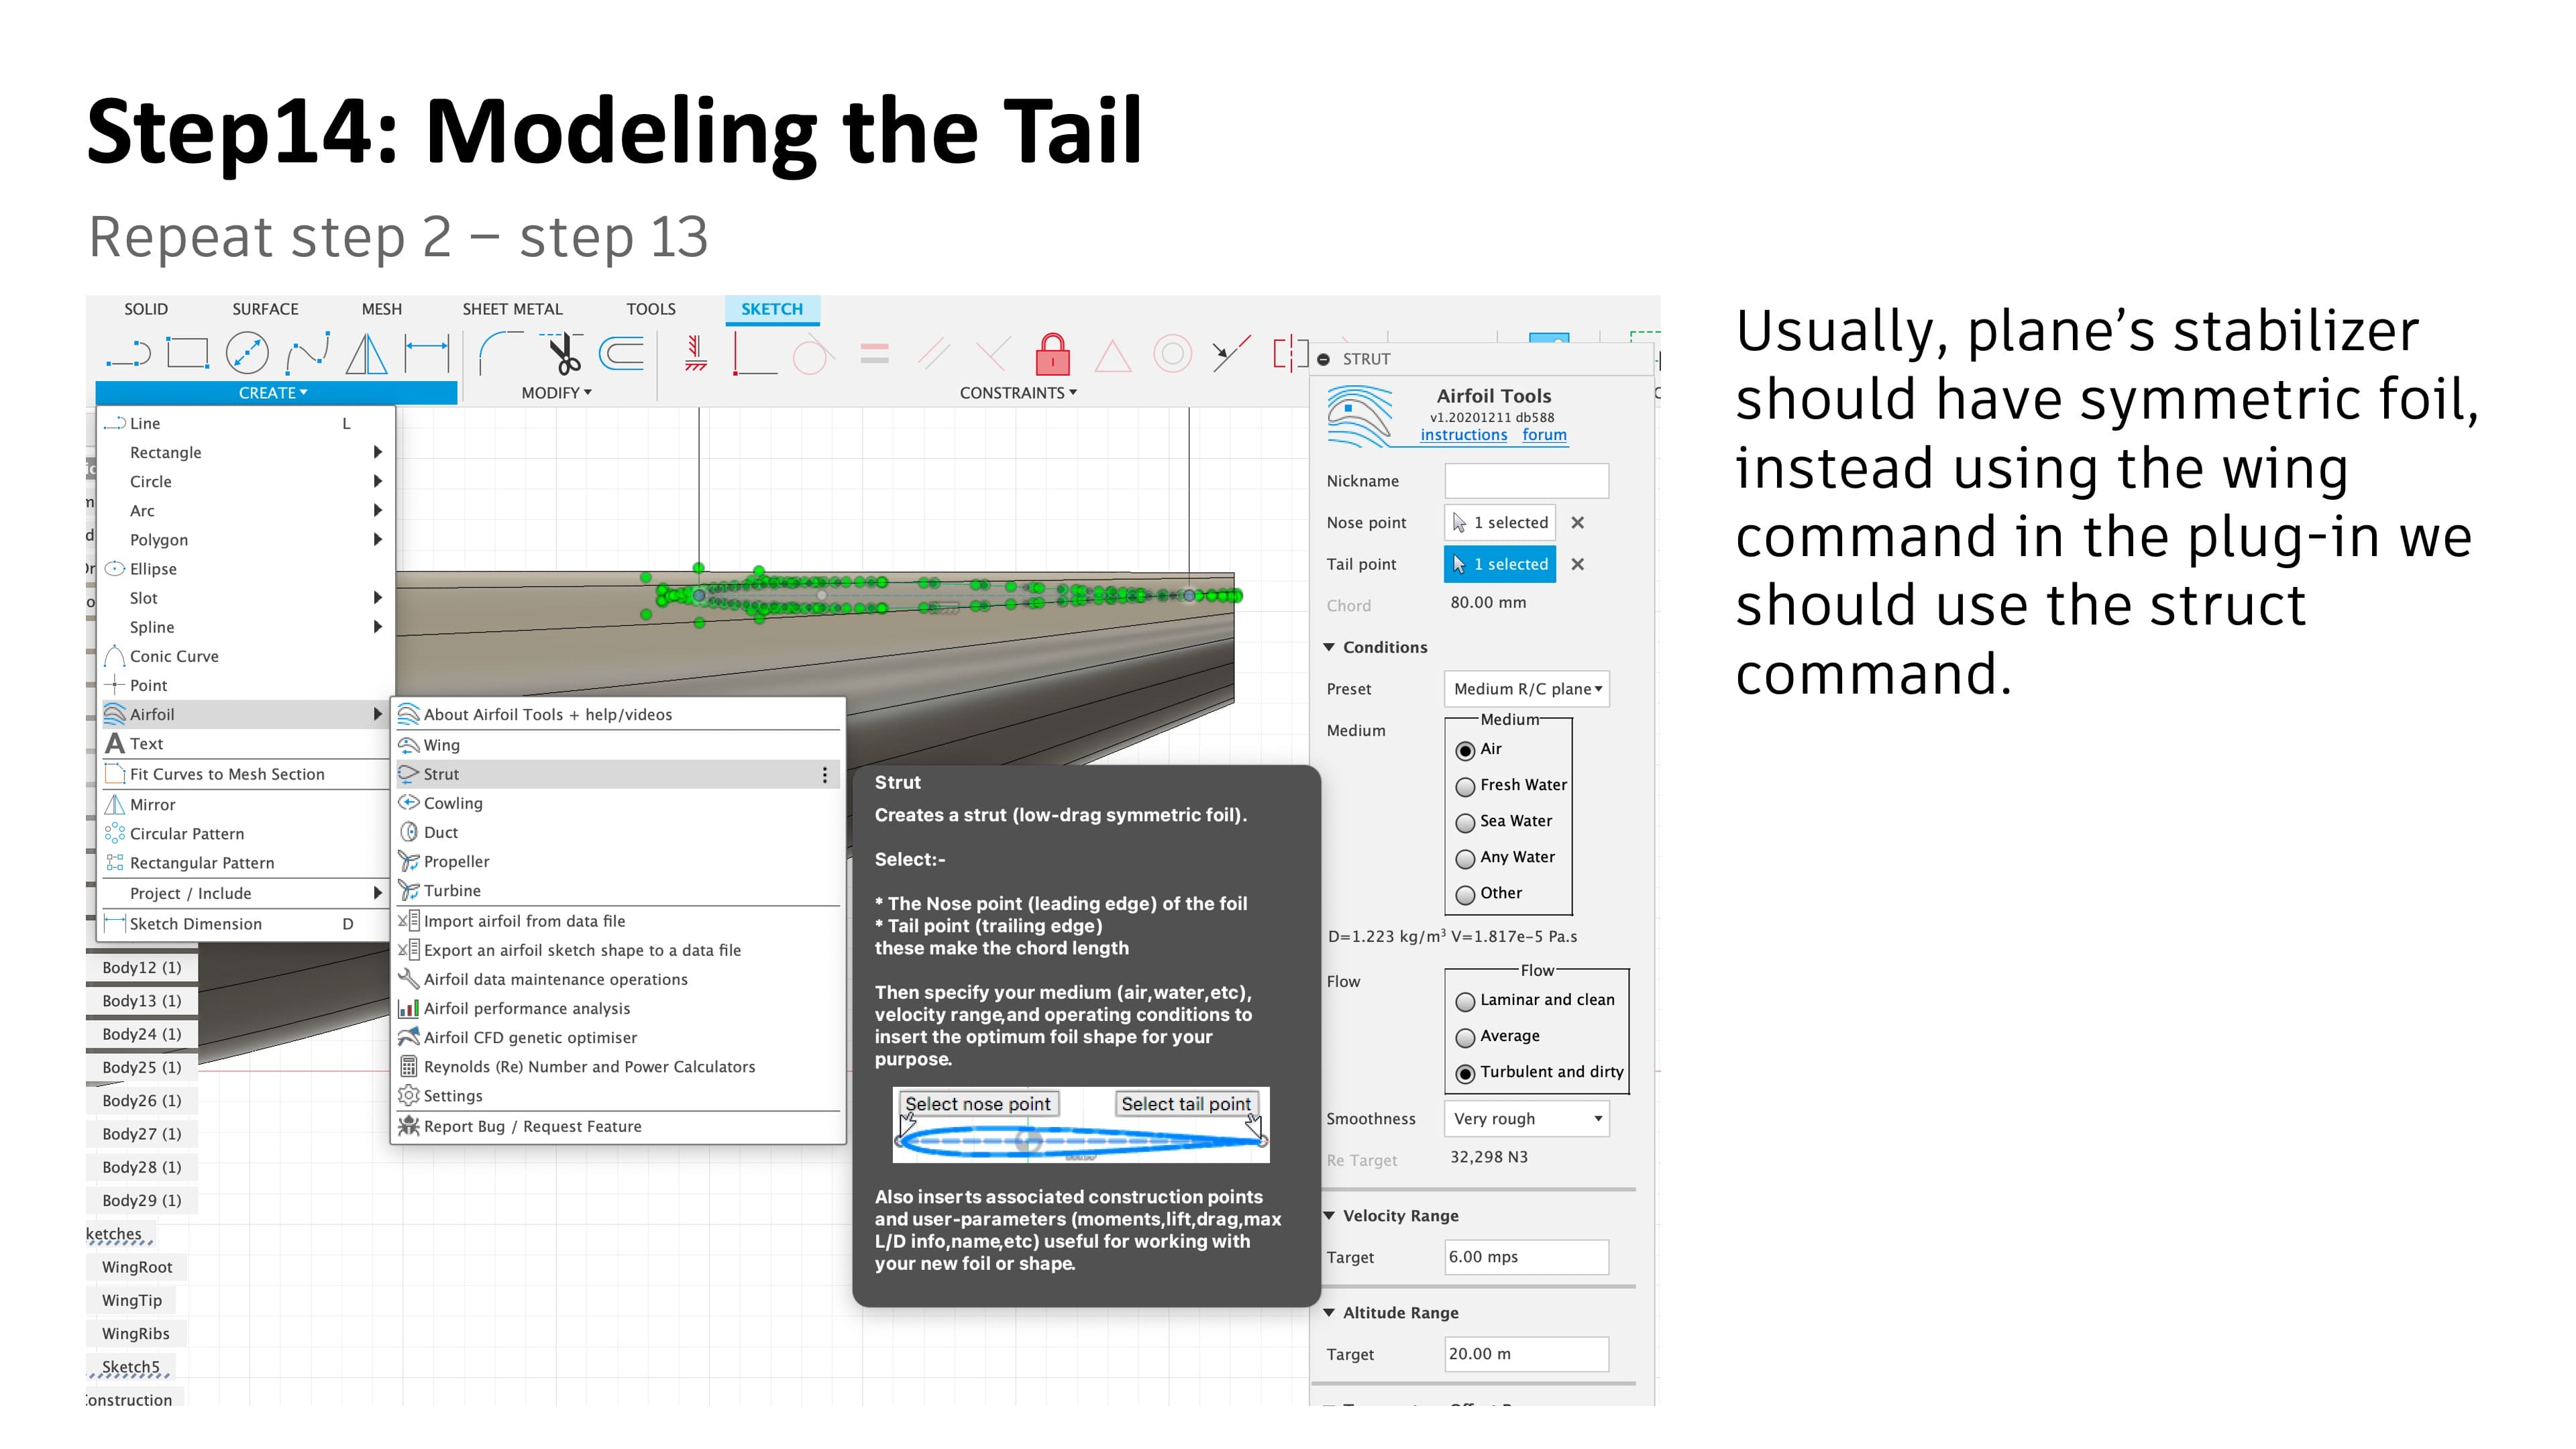 Step14: Modeling the Tail
Repeat step 2 – step 13
SOLID SURFACE MESH SHEET METAL TOOLS SKETCH
CREATE▾ MODIFY▾ CONSTRAINTS▾
Line L
Rectangle
Circle
Arc
Polygon
Ellipse
Slot
Spline
Conic Curve
Point
Airfoil
Text
Fit Curves to Mesh Section
Mirror
Circular Pattern
Rectangular Pattern
Project / Include
Sketch Dimension D
Body12 (1)
Body13 (1)
Body24 (1)
Body25 (1)
Body26 (1)
Body27 (1)
Body28 (1)
Body29 (1)
ketches
WingRoot
WingTip
WingRibs
Sketch5
onstruction
About Airfoil Tools + help/videos
Wing
Strut
Cowling
Duct
Propeller
Turbine
Import airfoil from data file
Export an airfoil sketch shape to a data file
Airfoil data maintenance operations
Airfoil performance analysis
Airfoil CFD genetic optimiser
Reynolds (Re) Number and Power Calculators
Settings
Report Bug / Request Feature
Strut
Creates a strut (low-drag symmetric foil).
Select:-
* The Nose point (leading edge) of the foil
* Tail point (trailing edge)
these make the chord length
Then specify your medium (air,water,etc),
velocity range,and operating conditions to
insert the optimum foil shape for your
purpose.
Select nose point Select tail point
Also inserts associated construction points
and user-parameters (moments,lift,drag,max
L/D info,name,etc) useful for working with
your new foil or shape.
STRUT
Airfoil Tools
v1.20201211 db588
instructions forum
Nickname
Nose point 1 selected
Tail point 1 selected
Chord 80.00 mm
Conditions
Preset Medium R/C plane
Medium Medium
Air
Fresh Water
Sea Water
Any Water
Other
D=1.223 kg/m³ V=1.817e-5 Pa.s
Flow Flow
Laminar and clean
Average
Turbulent and dirty
Smoothness Very rough
Re Target 32,298 N3
Velocity Range
Target 6.00 mps
Altitude Range
Target 20.00 m
Usually, plane’s stabilizer
should have symmetric foil,
instead using the wing
command in the plug-in we
should use the struct
command.